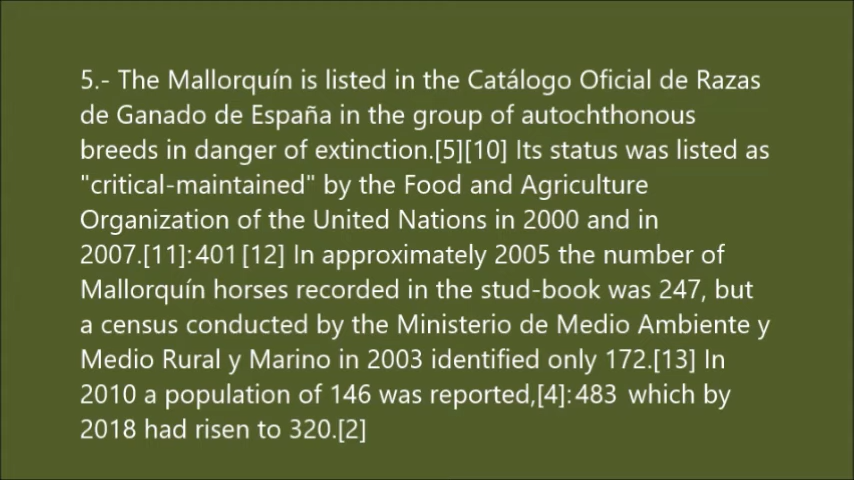 5.- The Mallorquín is listed in the Catálogo Oficial de Razas
de Ganado de España in the group of autochthonous
breeds in danger of extinction.[5][10] Its status was listed as
"critical-maintained" by the Food and Agriculture
Organization of the United Nations in 2000 and in
2007.[11]:401[12] In approximately 2005 the number of
Mallorquín horses recorded in the stud-book was 247, but
a census conducted by the Ministerio de Medio Ambiente y
Medio Rural y Marino in 2003 identified only 172.[13] In
2010 a population of 146 was reported,[4]:483 which by
2018 had risen to 320.[2]